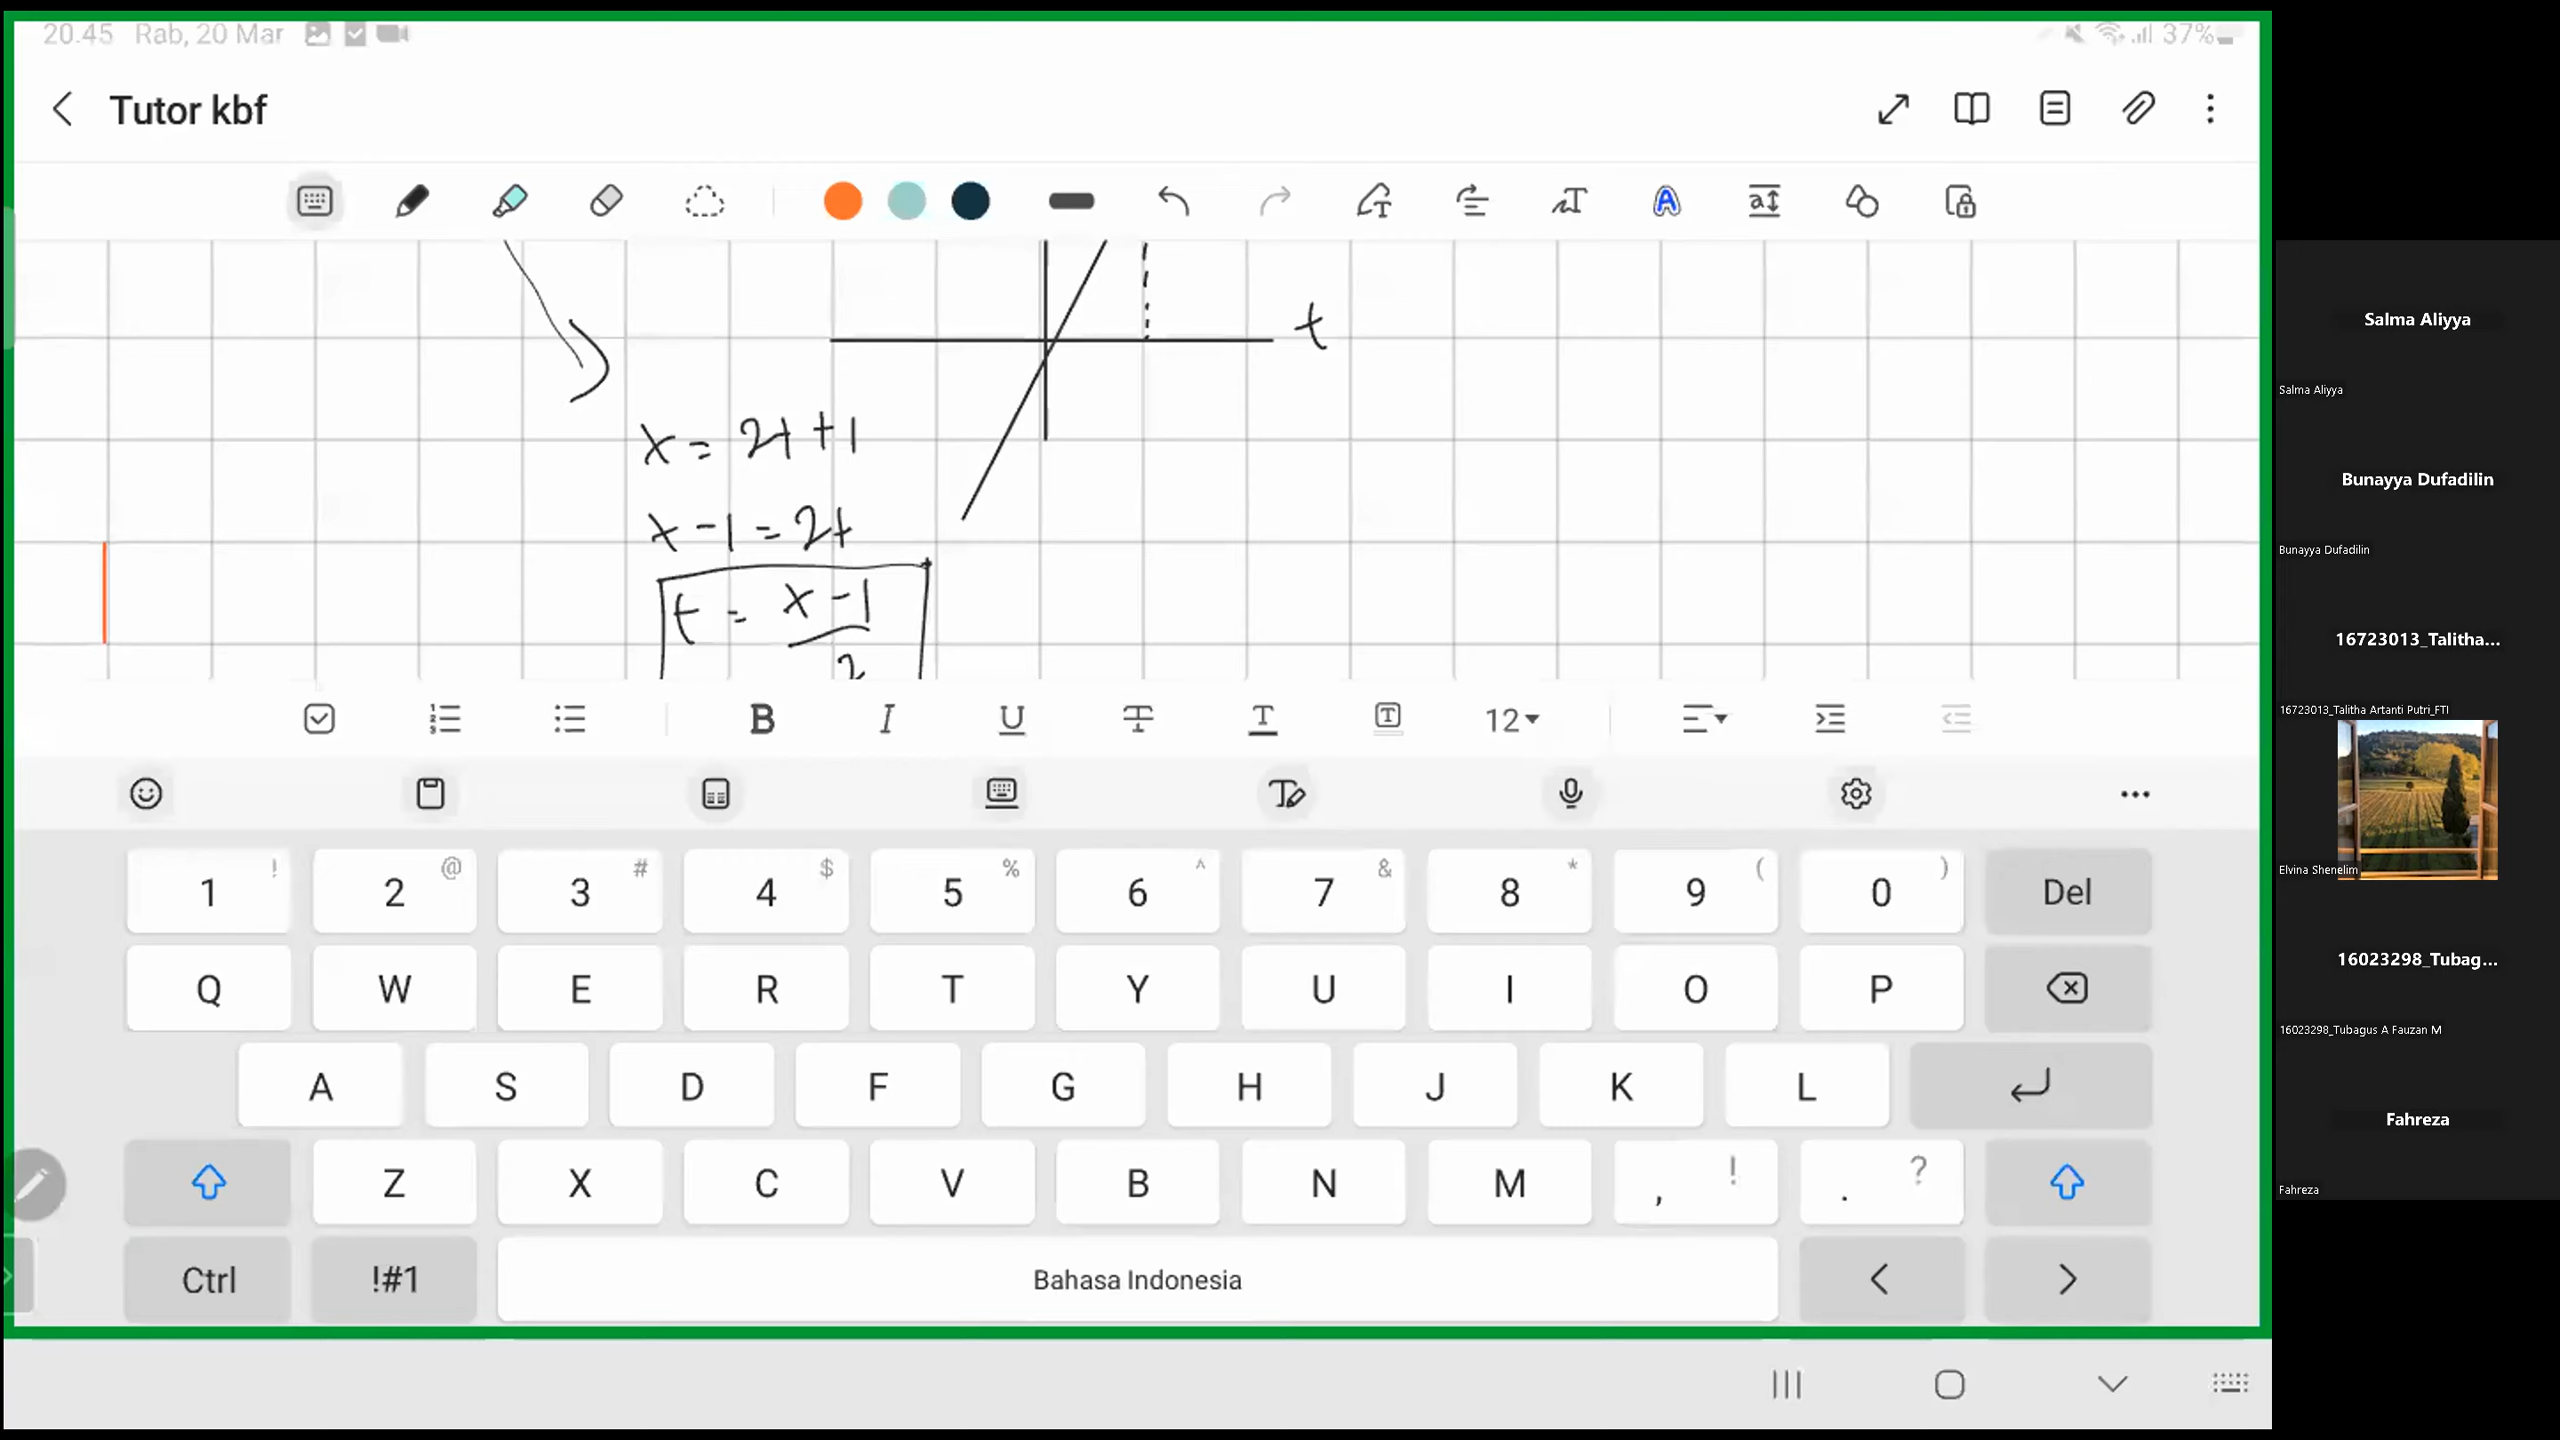 20.45 Rab, 20 Mar
37%
Tutor kbf
t
x = 2t + 1
x - 1 = 2t
t = x - 1
2
B I U T T T 12
1 ! 2 @ 3 # 4 $ 5 % 6 ^ 7 & 8 * 9 ( 0 ) Del
Q W E R T Y U I O P
A S D F G H J K L
Z X C V B N M , ! . ?
Ctrl !#1 Bahasa Indonesia < >
Salma Aliyya
Salma Aliyya
Bunayya Dufadilin
Bunayya Dufadilin
16723013_Talitha...
16723013_Talitha Artanti Putri_FTI
Elvina Shenelim
16023298_Tubag...
16023298_Tubagus A Fauzan M
Fahreza
Fahreza